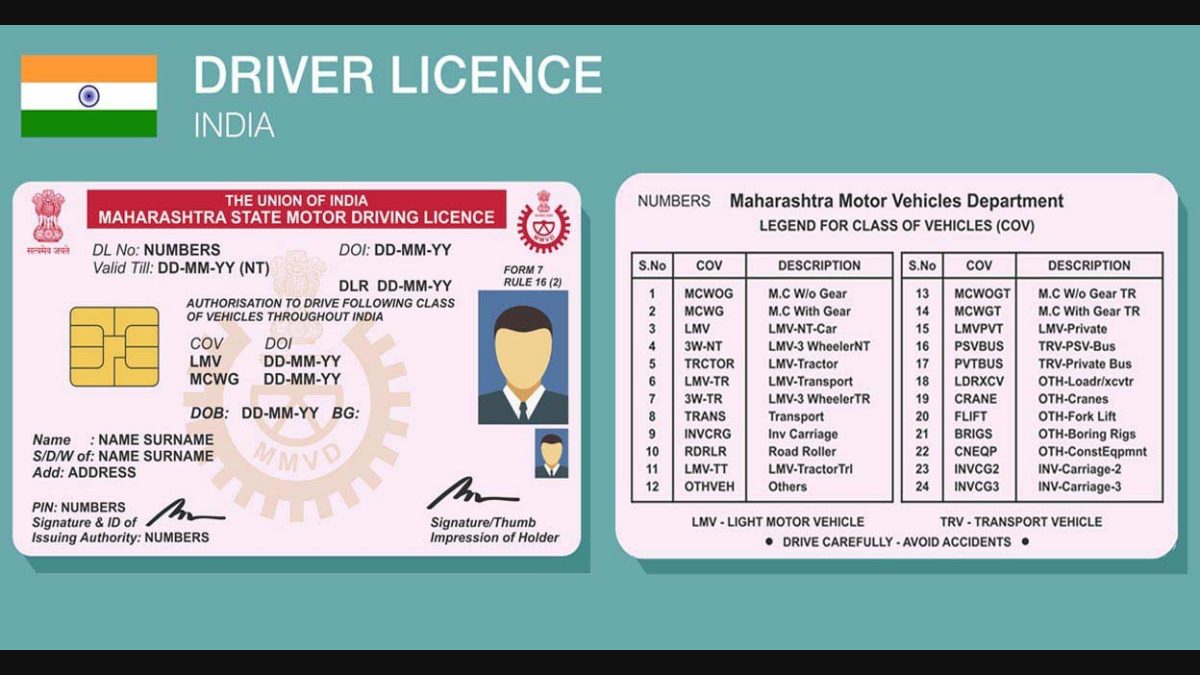 DRIVER LICENCE
INDIA
THE UNION OF INDIA
MAHARASHTRA STATE MOTOR DRIVING LICENCE
सत्यमेव जयते
MMVD
DL No: NUMBERS DOI: DD-MM-YY
Valid Till: DD-MM-YY (NT)
DLR DD-MM-YY
FORM 7
RULE 16 (2)
AUTHORISATION TO DRIVE FOLLOWING CLASS
OF VEHICLES THROUGHOUT INDIA
COV DOI
LMV DD-MM-YY
MCWG DD-MM-YY
DOB: DD-MM-YY BG:
MMVD
Name : NAME SURNAME
S/D/W of: NAME SURNAME
Add: ADDRESS
PIN: NUMBERS
Signature & ID of
Issuing Authority: NUMBERS
Signature/Thumb
Impression of Holder
NUMBERS Maharashtra Motor Vehicles Department
LEGEND FOR CLASS OF VEHICLES (COV)
S.No COV DESCRIPTION S.No COV DESCRIPTION
1 MCWOG M.C W/o Gear 13 MCWOGT M.C W/o Gear TR
2 MCWG M.C With Gear 14 MCWGT M.C With Gear TR
3 LMV LMV-NT-Car 15 LMVPVT LMV-Private
4 3W-NT LMV-3 WheelerNT 16 PSVBUS TRV-PSV-Bus
5 TRCTOR LMV-Tractor 17 PVTBUS TRV-Private Bus
6 LMV-TR LMV-Transport 18 LDRXCV OTH-Loadr/xcvtr
7 3W-TR LMV-3 WheelerTR 19 CRANE OTH-Cranes
8 TRANS Transport 20 FLIFT OTH-Fork Lift
9 INVCRG Inv Carriage 21 BRIGS OTH-Boring Rigs
10 RDRLR Road Roller 22 CNEQP OTH-ConstEqpmnt
11 LMV-TT LMV-TractorTrl 23 INVCG2 INV-Carriage-2
12 OTHVEH Others 24 INVCG3 INV-Carriage-3
LMV - LIGHT MOTOR VEHICLE TRV - TRANSPORT VEHICLE
● DRIVE CAREFULLY - AVOID ACCIDENTS ●